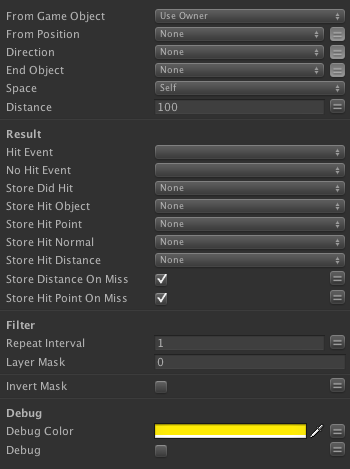 From Game Object Use Owner
From Position None
Direction None
End Object None
Space Self
Distance 100
Result
Hit Event
No Hit Event
Store Did Hit None
Store Hit Object None
Store Hit Point None
Store Hit Normal None
Store Hit Distance None
Store Distance On Miss
Store Hit Point On Miss
Filter
Repeat Interval 1
Layer Mask 0
Invert Mask
Debug
Debug Color
Debug